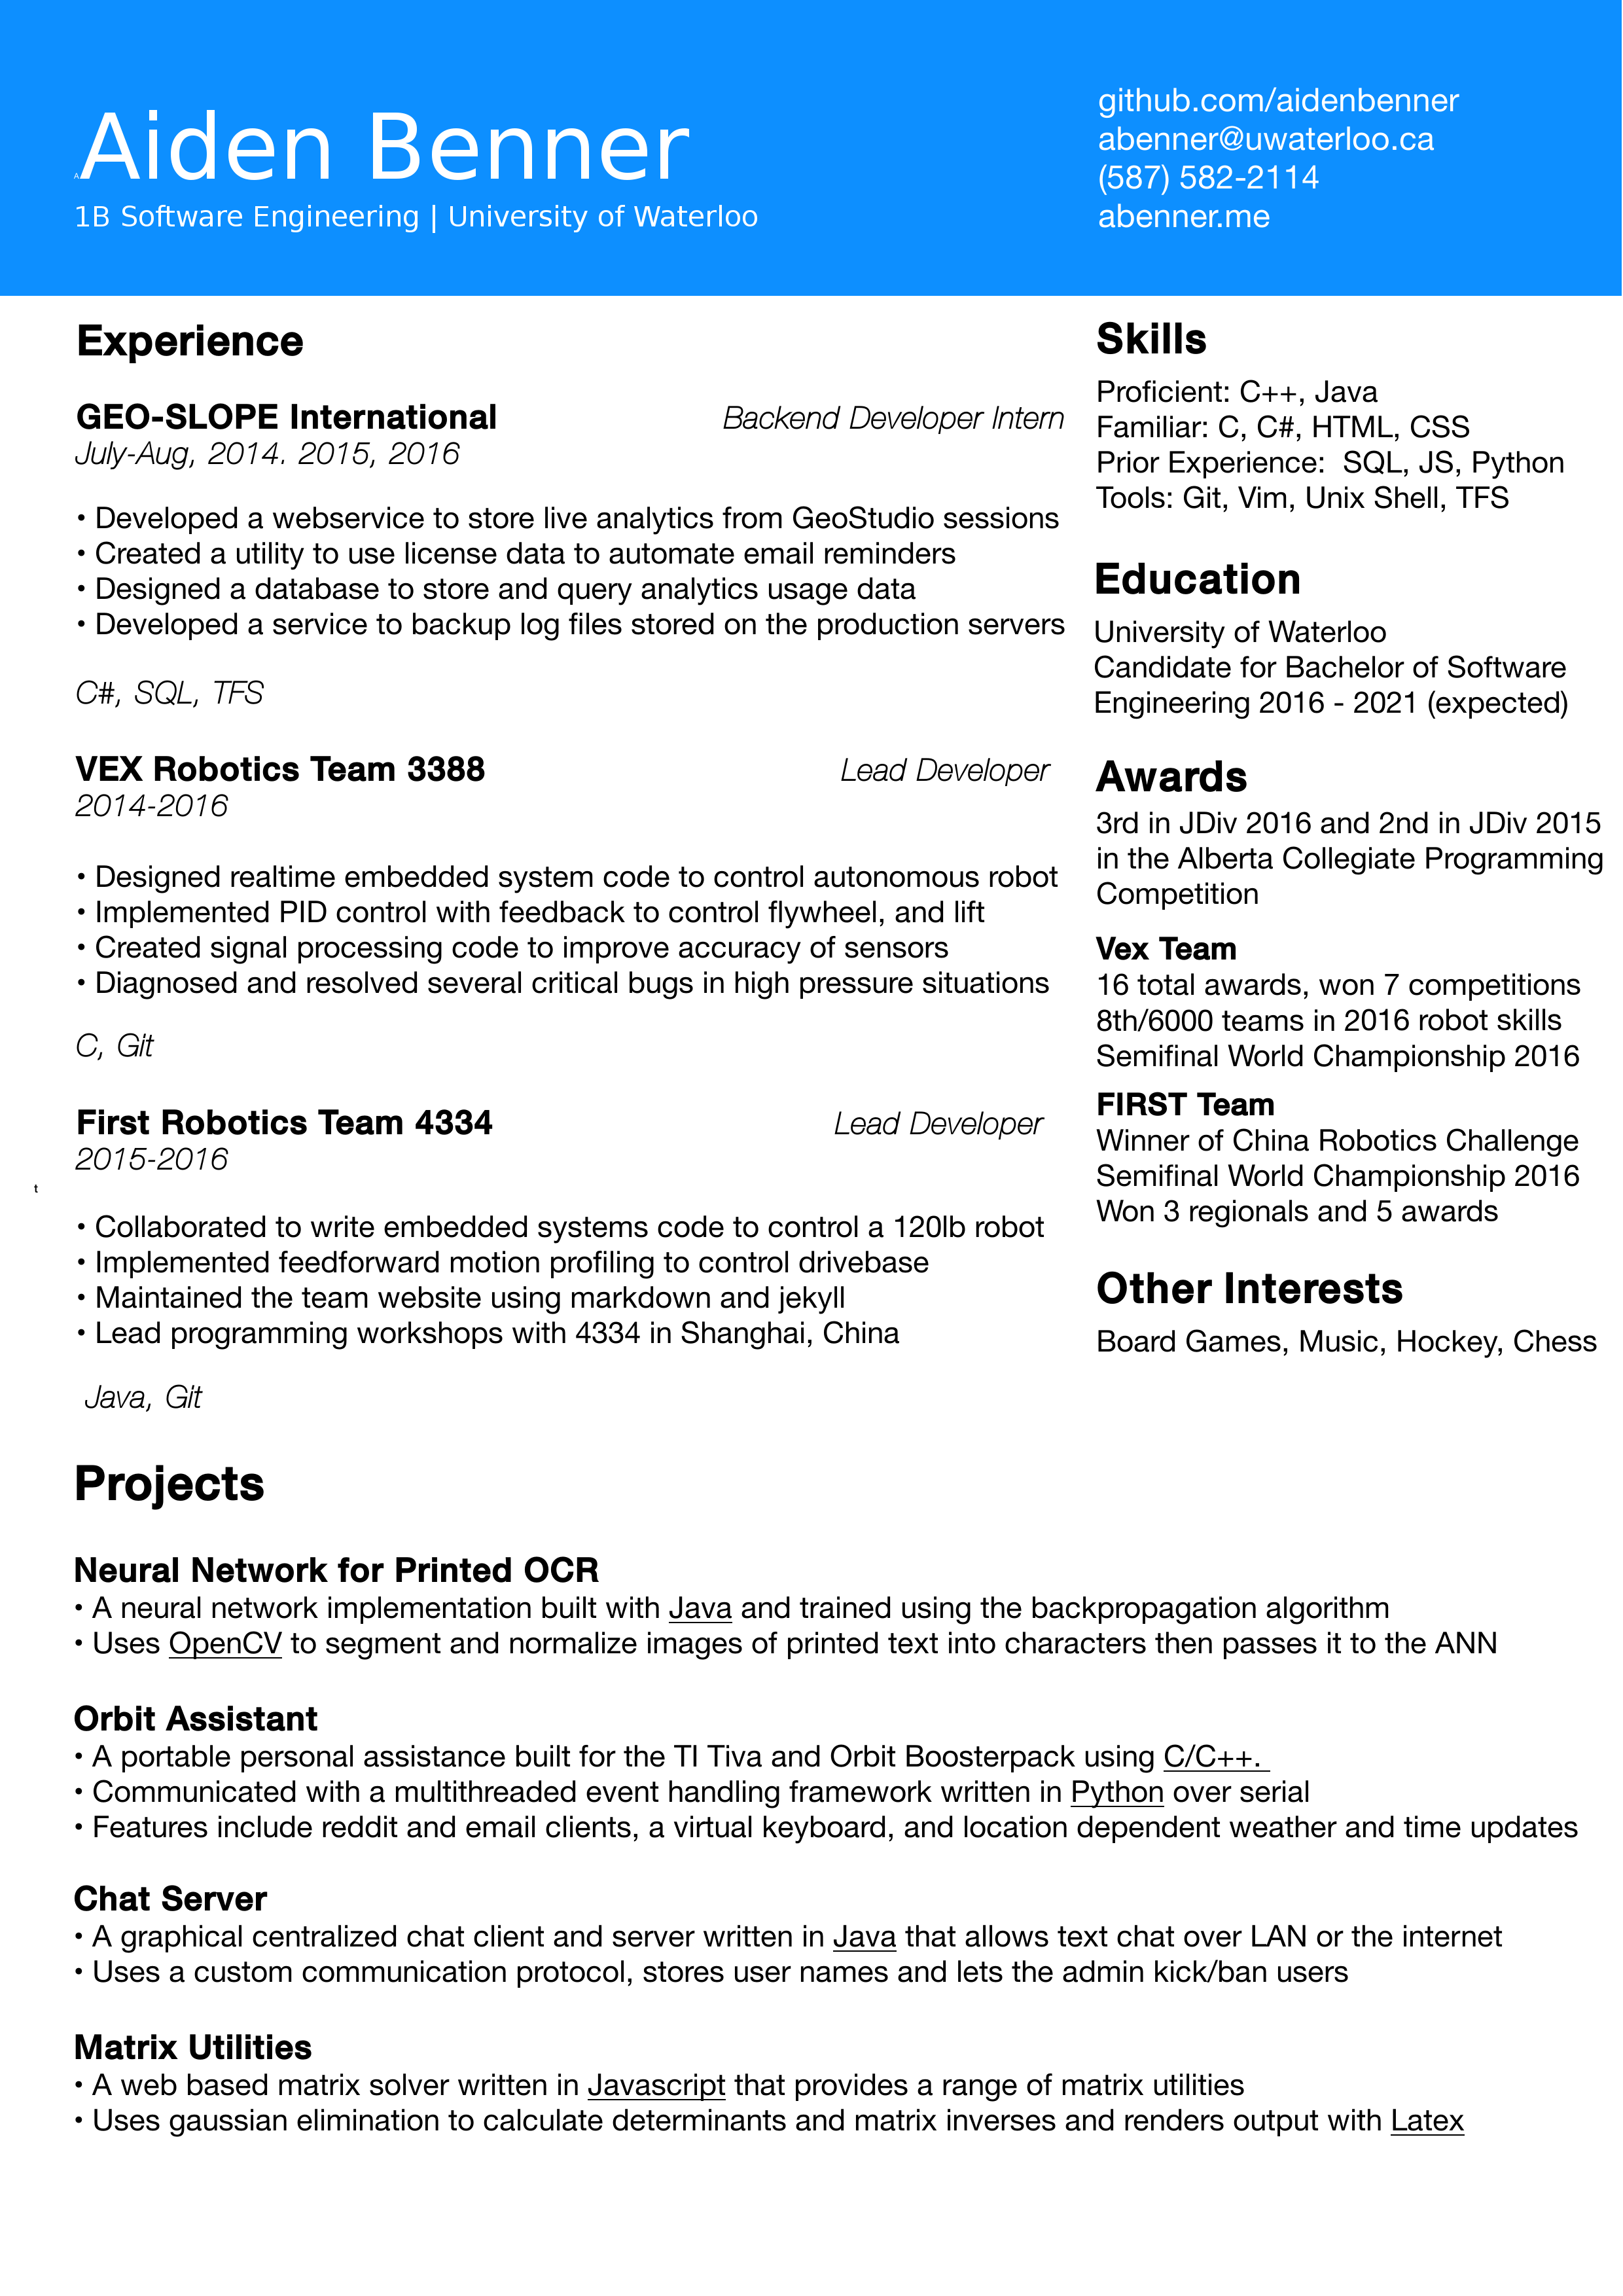 Aiden Benner
A
1B Software Engineering | University of Waterloo
github.com/aidenbenner
abenner@uwaterloo.ca
(587) 582-2114
abenner.me
Experience
GEO-SLOPE International
Backend Developer Intern
July-Aug, 2014. 2015, 2016
• Developed a webservice to store live analytics from GeoStudio sessions
• Created a utility to use license data to automate email reminders
• Designed a database to store and query analytics usage data
• Developed a service to backup log files stored on the production servers
C#, SQL, TFS
VEX Robotics Team 3388
Lead Developer
2014-2016
• Designed realtime embedded system code to control autonomous robot
• Implemented PID control with feedback to control flywheel, and lift
• Created signal processing code to improve accuracy of sensors
• Diagnosed and resolved several critical bugs in high pressure situations
C, Git
First Robotics Team 4334
Lead Developer
2015-2016
t
• Collaborated to write embedded systems code to control a 120lb robot
• Implemented feedforward motion profiling to control drivebase
• Maintained the team website using markdown and jekyll
• Lead programming workshops with 4334 in Shanghai, China
Java, Git
Skills
Proficient: C++, Java
Familiar: C, C#, HTML, CSS
Prior Experience:  SQL, JS, Python
Tools: Git, Vim, Unix Shell, TFS
Education
University of Waterloo
Candidate for Bachelor of Software
Engineering 2016 - 2021 (expected)
Awards
3rd in JDiv 2016 and 2nd in JDiv 2015
in the Alberta Collegiate Programming
Competition
Vex Team
16 total awards, won 7 competitions
8th/6000 teams in 2016 robot skills
Semifinal World Championship 2016
FIRST Team
Winner of China Robotics Challenge
Semifinal World Championship 2016
Won 3 regionals and 5 awards
Other Interests
Board Games, Music, Hockey, Chess
Projects
Neural Network for Printed OCR
• A neural network implementation built with Java and trained using the backpropagation algorithm
• Uses OpenCV to segment and normalize images of printed text into characters then passes it to the ANN
Orbit Assistant
• A portable personal assistance built for the TI Tiva and Orbit Boosterpack using C/C++.
• Communicated with a multithreaded event handling framework written in Python over serial
• Features include reddit and email clients, a virtual keyboard, and location dependent weather and time updates
Chat Server
• A graphical centralized chat client and server written in Java that allows text chat over LAN or the internet
• Uses a custom communication protocol, stores user names and lets the admin kick/ban users
Matrix Utilities
• A web based matrix solver written in Javascript that provides a range of matrix utilities
• Uses gaussian elimination to calculate determinants and matrix inverses and renders output with Latex